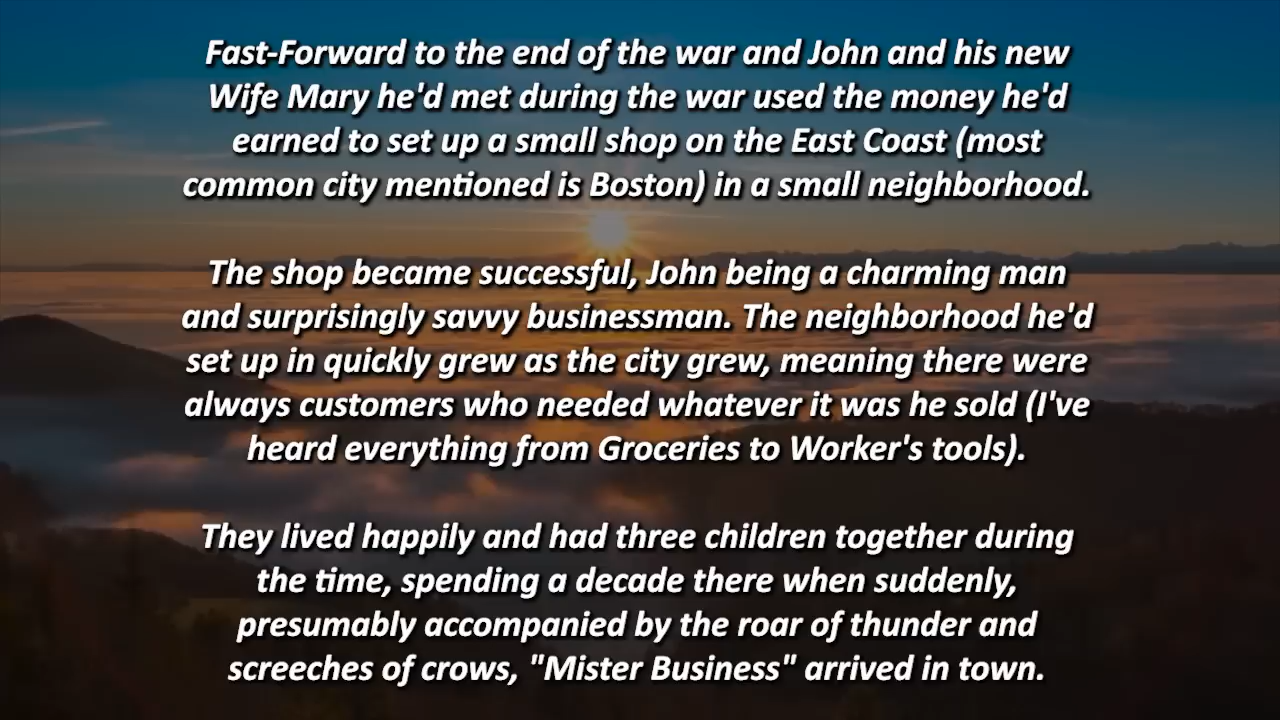 Fast-Forward to the end of the war and John and his new
Wife Mary he'd met during the war used the money he'd
earned to set up a small shop on the East Coast (most
common city mentioned is Boston) in a small neighborhood.
The shop became successful, John being a charming man
and surprisingly savvy businessman. The neighborhood he'd
set up in quickly grew as the city grew, meaning there were
always customers who needed whatever it was he sold (I've
heard everything from Groceries to Worker's tools).
They lived happily and had three children together during
the time, spending a decade there when suddenly,
presumably accompanied by the roar of thunder and
screeches of crows, "Mister Business" arrived in town.